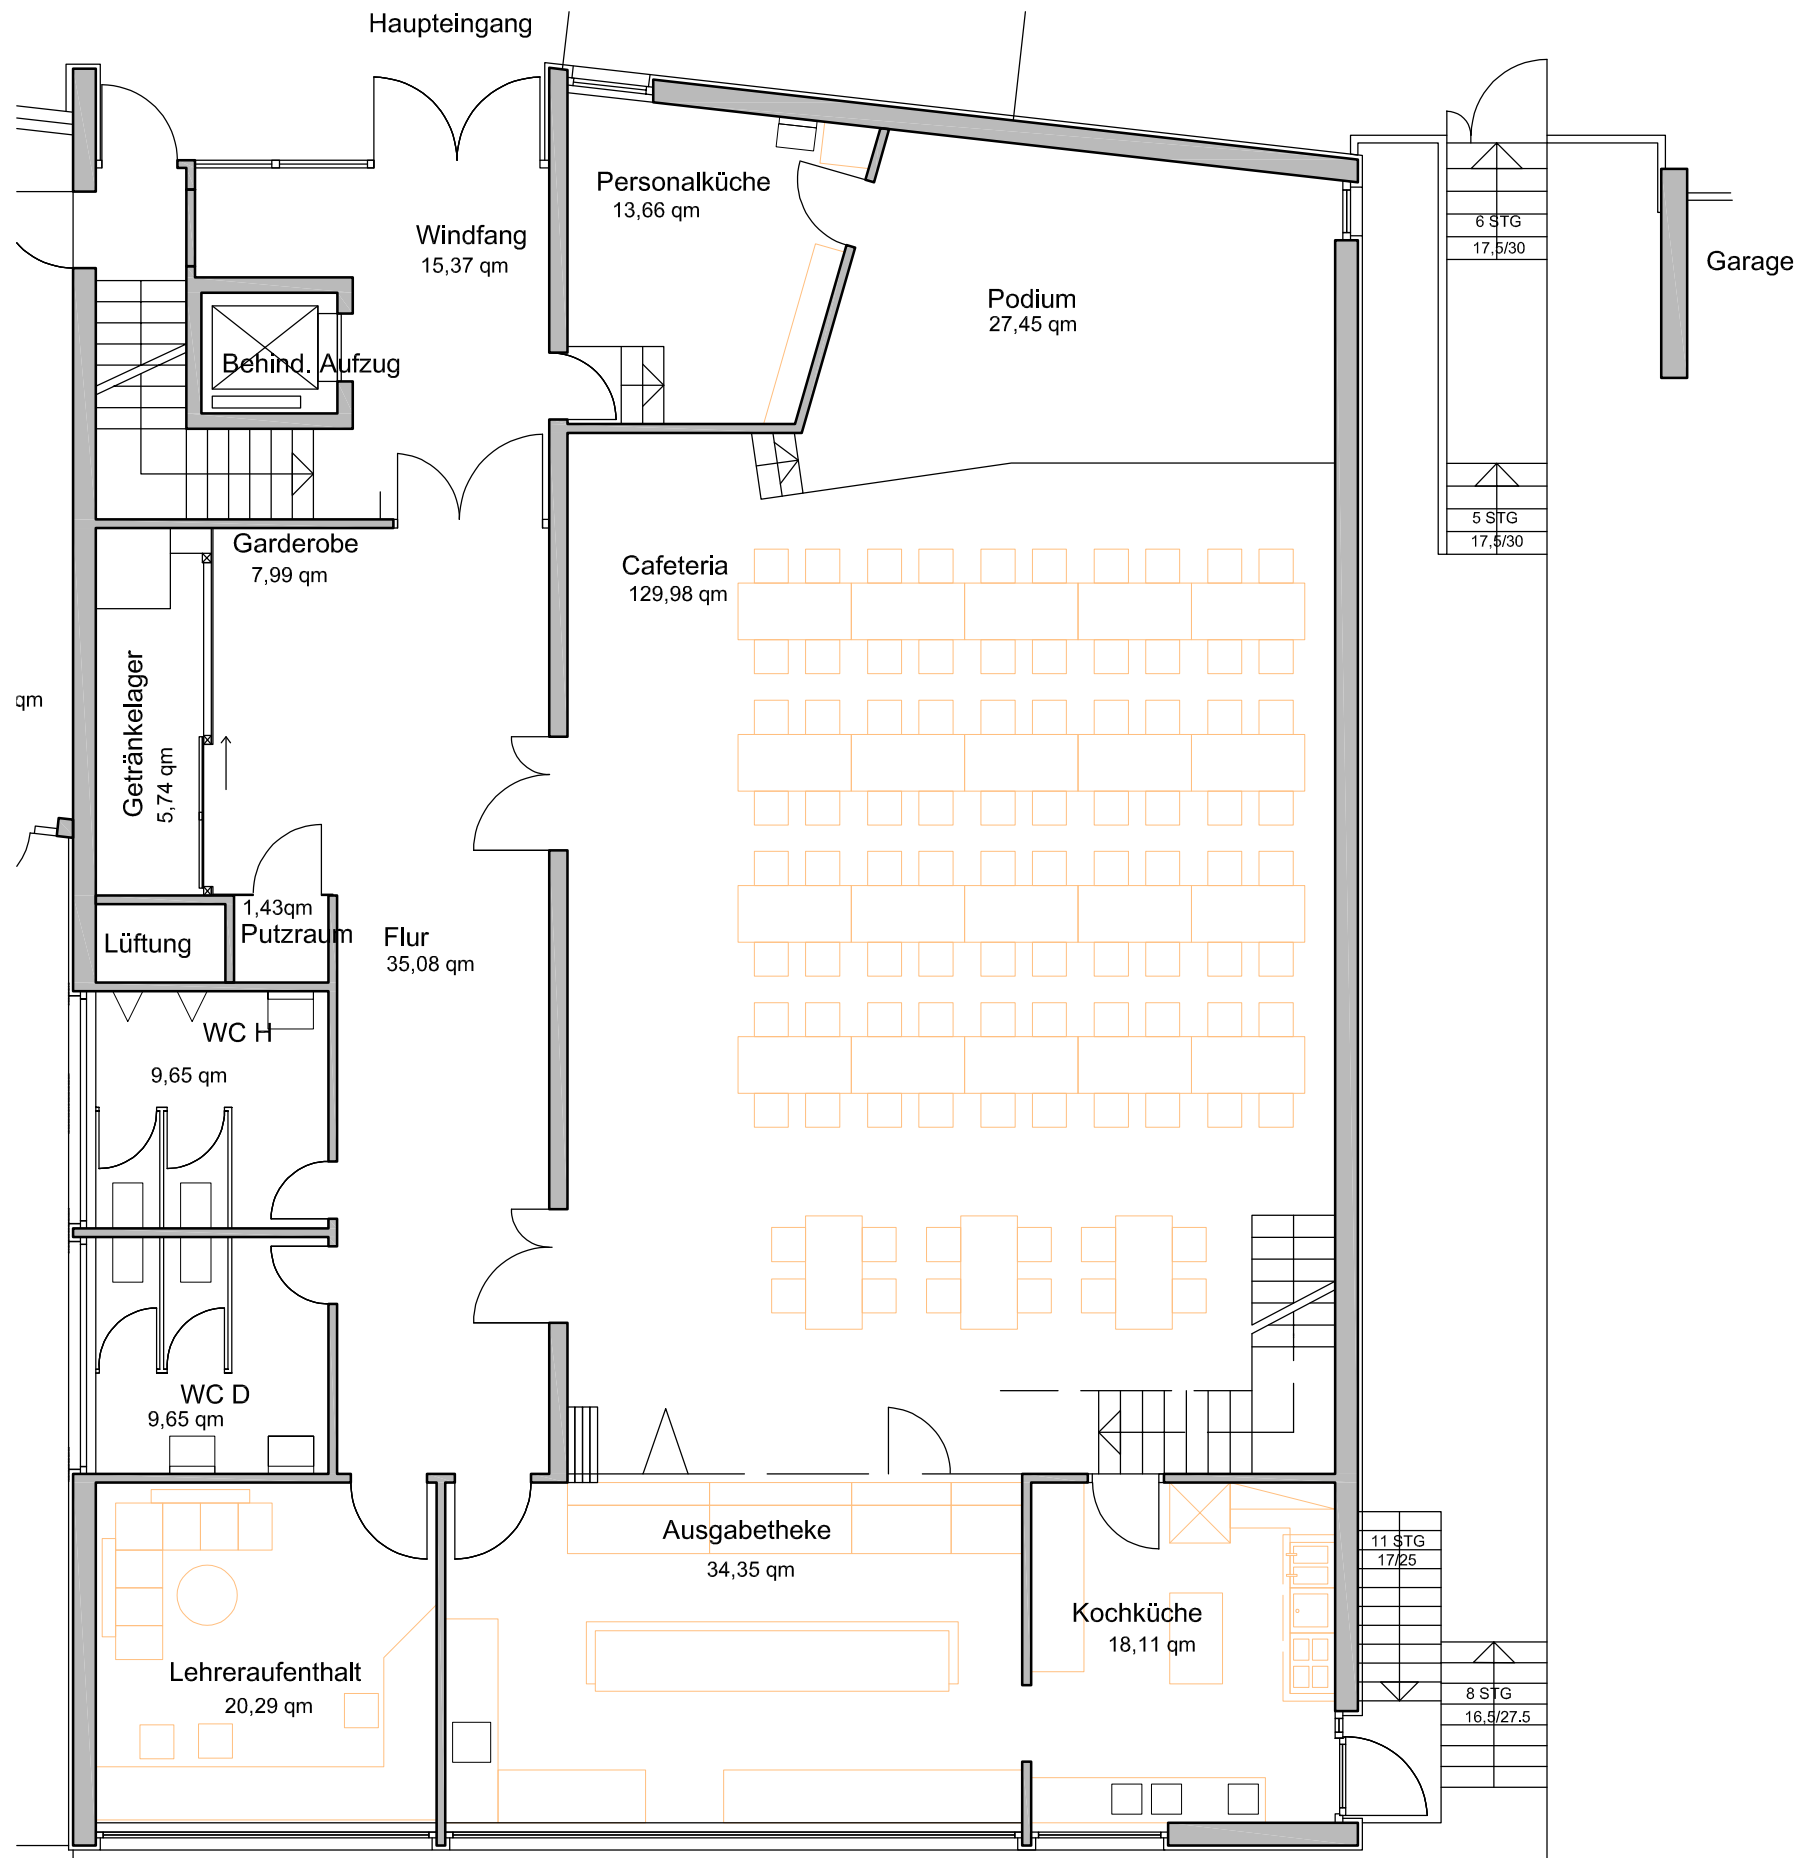 Haupteingang
Personalküche
13,66 qm
Windfang
15,37 qm
6 STG
17,5/30
Garage
Podium
27,45 qm
Behind. Aufzug
5 STG
17,5/30
Garderobe
7,99 qm
Cafeteria
129,98 qm
qm
Getränkelager
5,74 qm
1,43qm
Putzraum
Lüftung
Flur
35,08 qm
WC H
9,65 qm
WC D
9,65 qm
Ausgabetheke
34,35 qm
11 STG
17/25
Kochküche
18,11 qm
Lehreraufenthalt
20,29 qm
8 STG
16,5/27.5